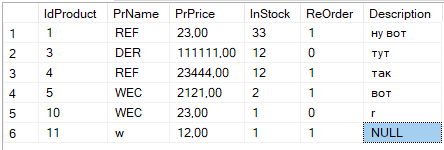 IdProduct PrName PrPrice InStock ReOrder Description
1 1 REF 23,00 33 1 ну вот
2 3 DER 111111,00 12 0 тут
3 4 REF 23444,00 12 1 так
4 5 WEC 2121,00 2 1 вот
5 10 WEC 23,00 1 0 г
6 11 w 12,00 1 1 NULL